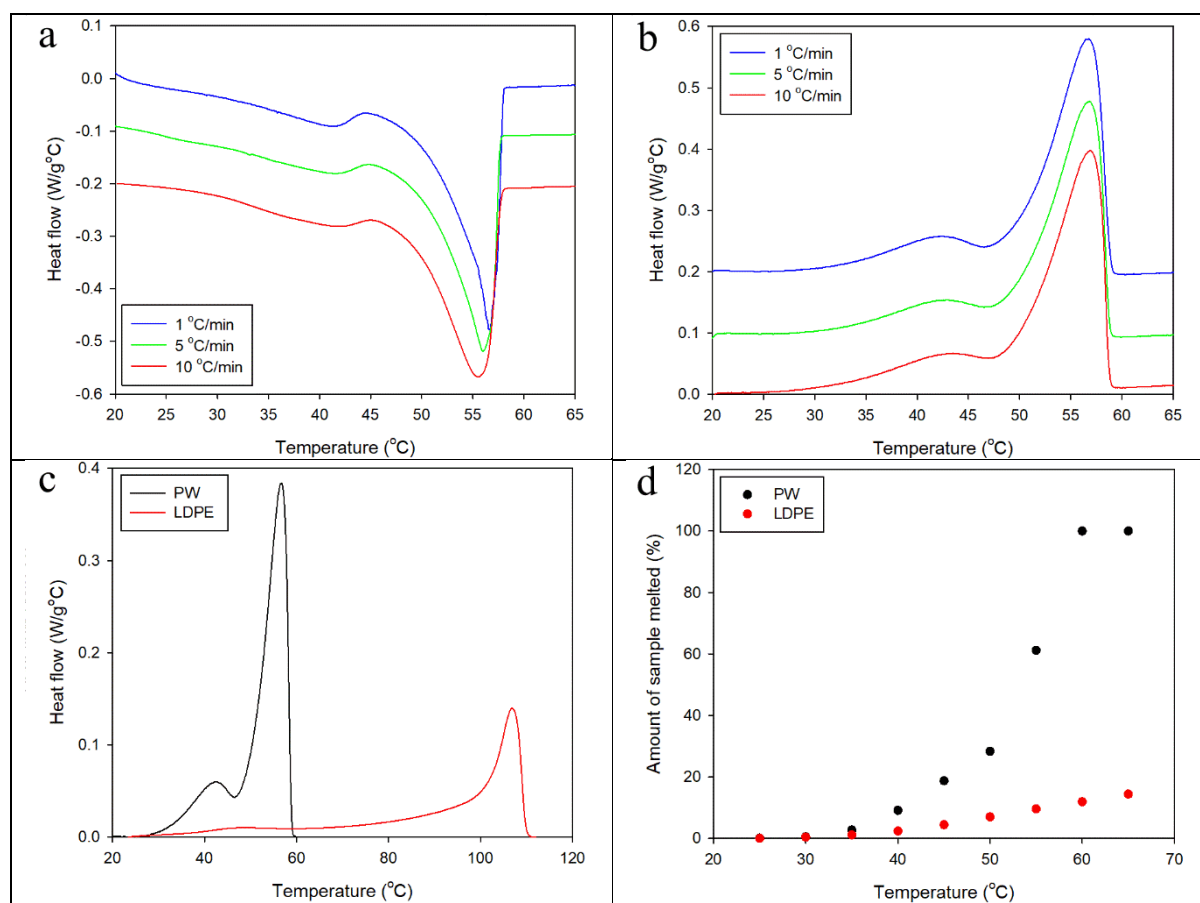 a
0.1
0.0
-0.1
-0.2
-0.3
-0.4
-0.5
-0.6
Heat flow (W/g°C)
1 °C/min
5 °C/min
10 °C/min
20 25 30 35 40 45 50 55 60 65
Temperature (°C)
b
0.6
0.5
0.4
0.3
0.2
0.1
0.0
Heat flow (W/g°C)
1 °C/min
5 °C/min
10 °C/min
20 25 30 35 40 45 50 55 60 65
Temperature (°C)
c
0.4
0.3
0.2
0.1
0.0
Heat flow (W/g°C)
PW
LDPE
20 40 60 80 100 120
Temperature (°C)
d
120
100
80
60
40
20
0
Amount of sample melted (%)
PW
LDPE
20 30 40 50 60 70
Temperature (°C)